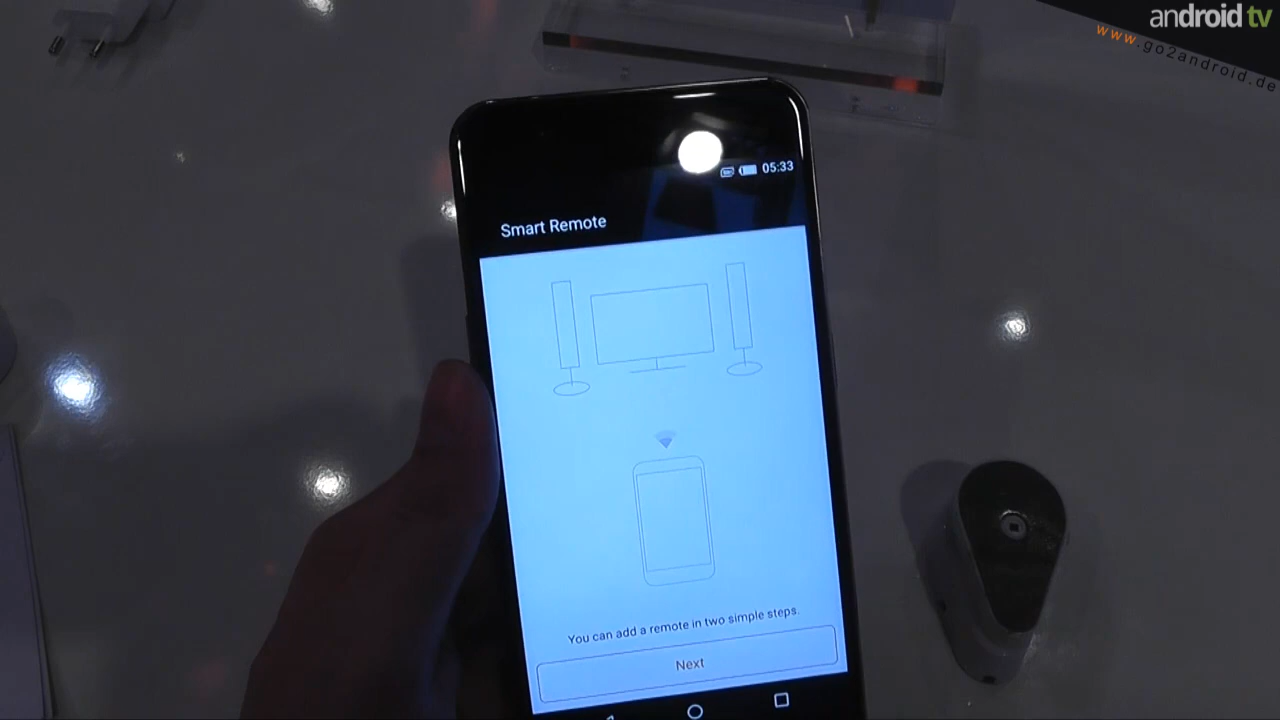 android tv
www.go2android.de
05:33
Smart Remote
You can add a remote in two simple steps.
Next